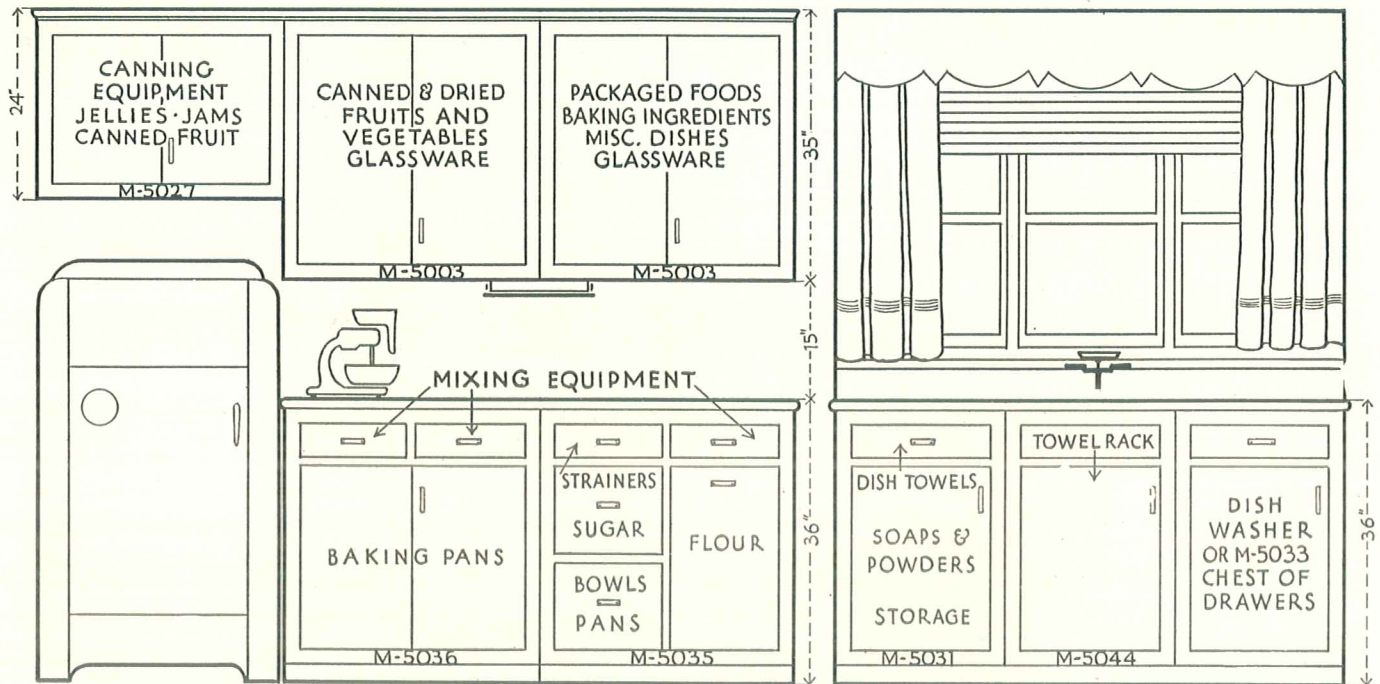 CANNING
EQUIPMENT
JELLIES·JAMS
CANNED FRUIT
M-5027
24"
CANNED & DRIED
FRUITS AND
VEGETABLES
GLASSWARE
M-5003
PACKAGED FOODS
BAKING INGREDIENTS
MISC. DISHES
GLASSWARE
M-5003
35"
15"
36"
MIXING EQUIPMENT
BAKING PANS
M-5036
STRAINERS
SUGAR
BOWLS
PANS
FLOUR
M-5035
DISH TOWELS
SOAPS &
POWDERS
STORAGE
M-5031
TOWEL RACK
M-5044
DISH
WASHER
OR M-5033
CHEST OF
DRAWERS
36"